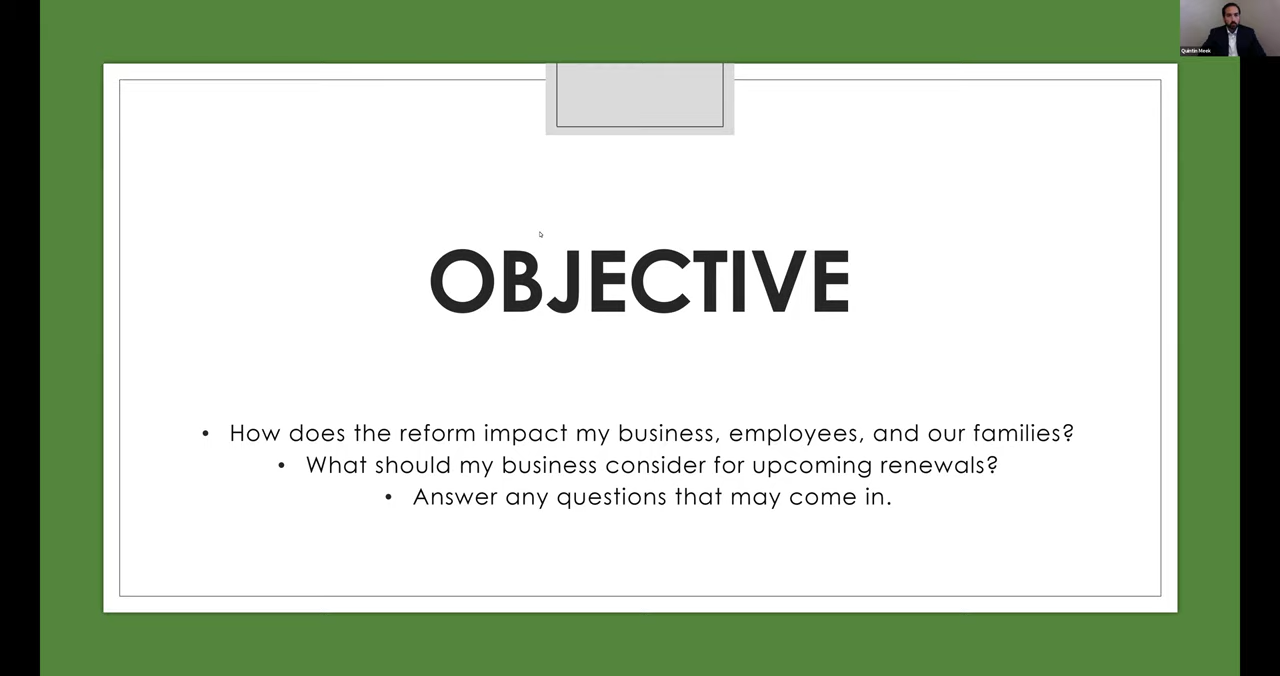 Quintin Meek
OBJECTIVE
• How does the reform impact my business, employees, and our families?
• What should my business consider for upcoming renewals?
• Answer any questions that may come in.